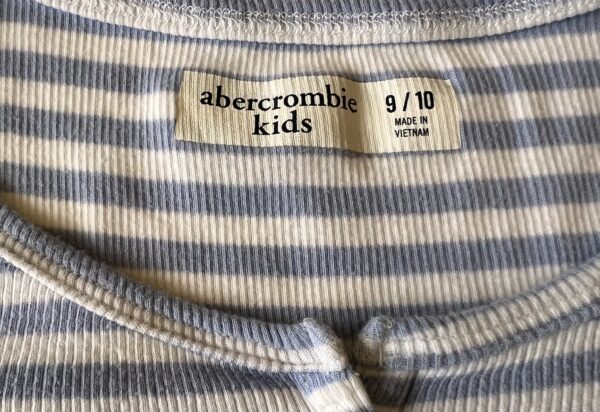 abercrombie
kids
9/10
MADE IN
VIETNAM